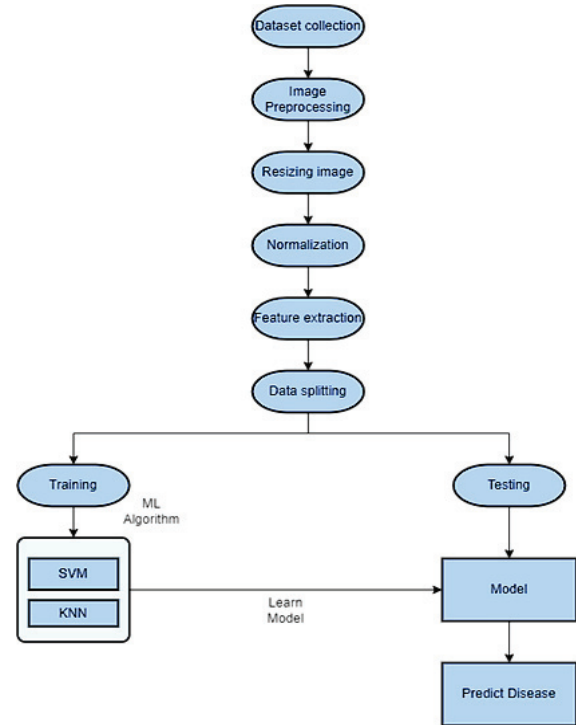 Dataset collection
Image
Preprocessing
Resizing image
Normalization
Feature extraction
Data splitting
Training
Testing
ML
Algorithm
SVM
KNN
Learn
Model
Model
Predict Disease